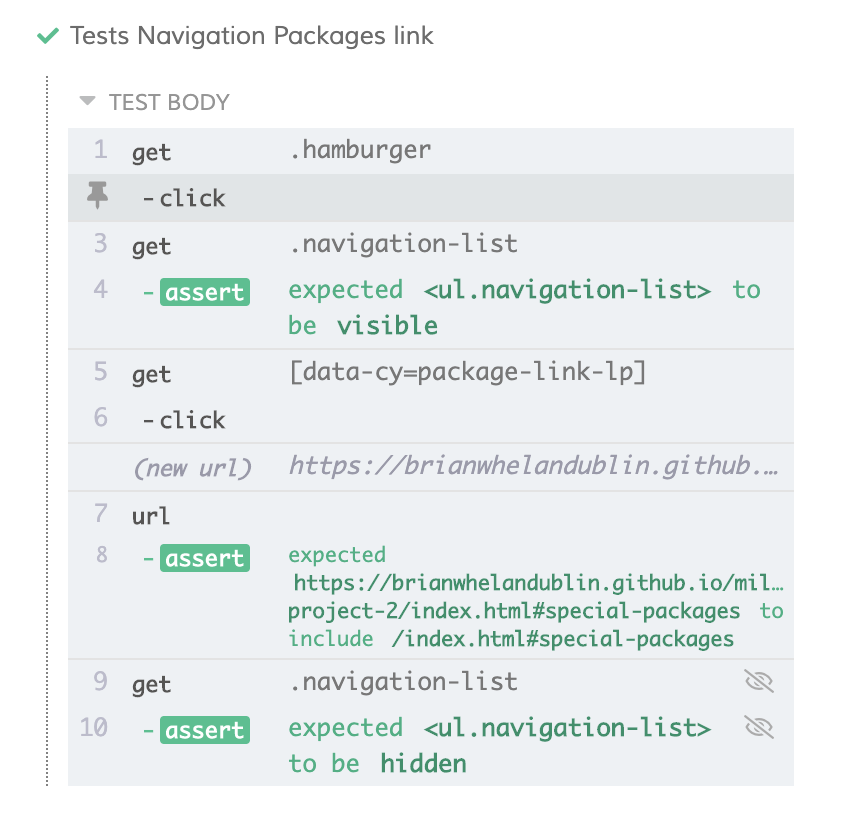 Tests Navigation Packages link
TEST BODY
1 get .hamburger
-click
3 get .navigation-list
4 -assert expected <ul.navigation-list> to
be visible
5 get [data-cy=package-link-lp]
6 -click
(new url) https://brianwhelandublin.github.…
7 url
8 -assert expected
https://brianwhelandublin.github.io/mil…
project-2/index.html#special-packages to
include /index.html#special-packages
9 get .navigation-list
10 -assert expected <ul.navigation-list>
to be hidden